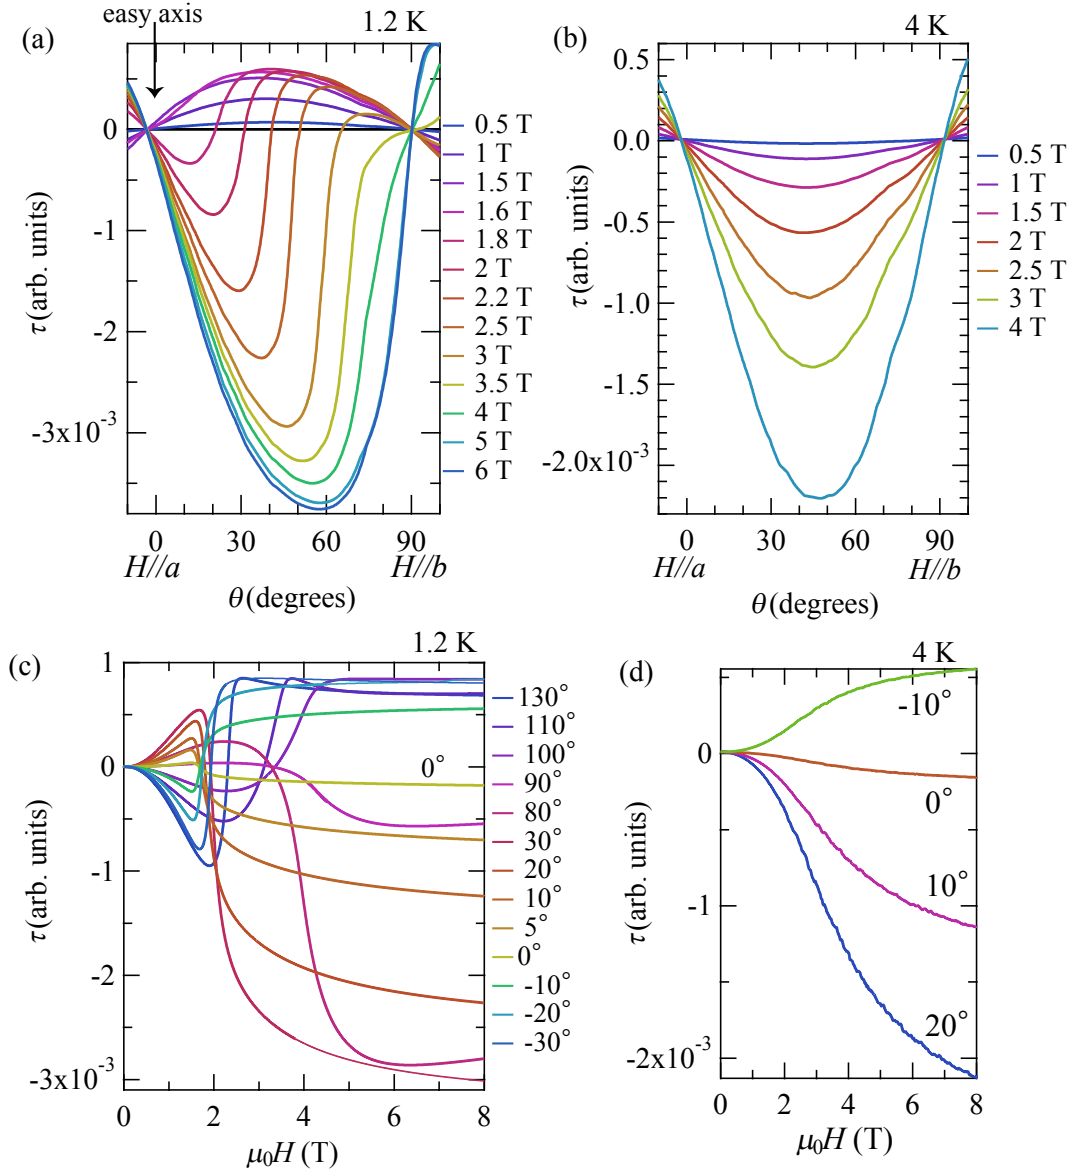 easy axis
(a)
1.2 K
0
-1
-2
-3x10⁻³
τ(arb. units)
0
30
60
90
H//a
H//b
θ(degrees)
0.5 T
1 T
1.5 T
1.6 T
1.8 T
2 T
2.2 T
2.5 T
3 T
3.5 T
4 T
5 T
6 T
(b)
4 K
0.5
0.0
-0.5
-1.0
-1.5
-2.0x10⁻³
τ(arb. units)
0
30
60
90
H//a
H//b
θ(degrees)
0.5 T
1 T
1.5 T
2 T
2.5 T
3 T
4 T
(c)
1.2 K
1
0
-1
-2
-3x10⁻³
τ(arb. units)
0°
0
2
4
6
8
μ₀H (T)
130°
110°
100°
90°
80°
30°
20°
10°
5°
0°
-10°
-20°
-30°
(d)
4 K
0
-1
-2x10⁻³
τ(arb. units)
-10°
0°
10°
20°
0
2
4
6
8
μ₀H (T)